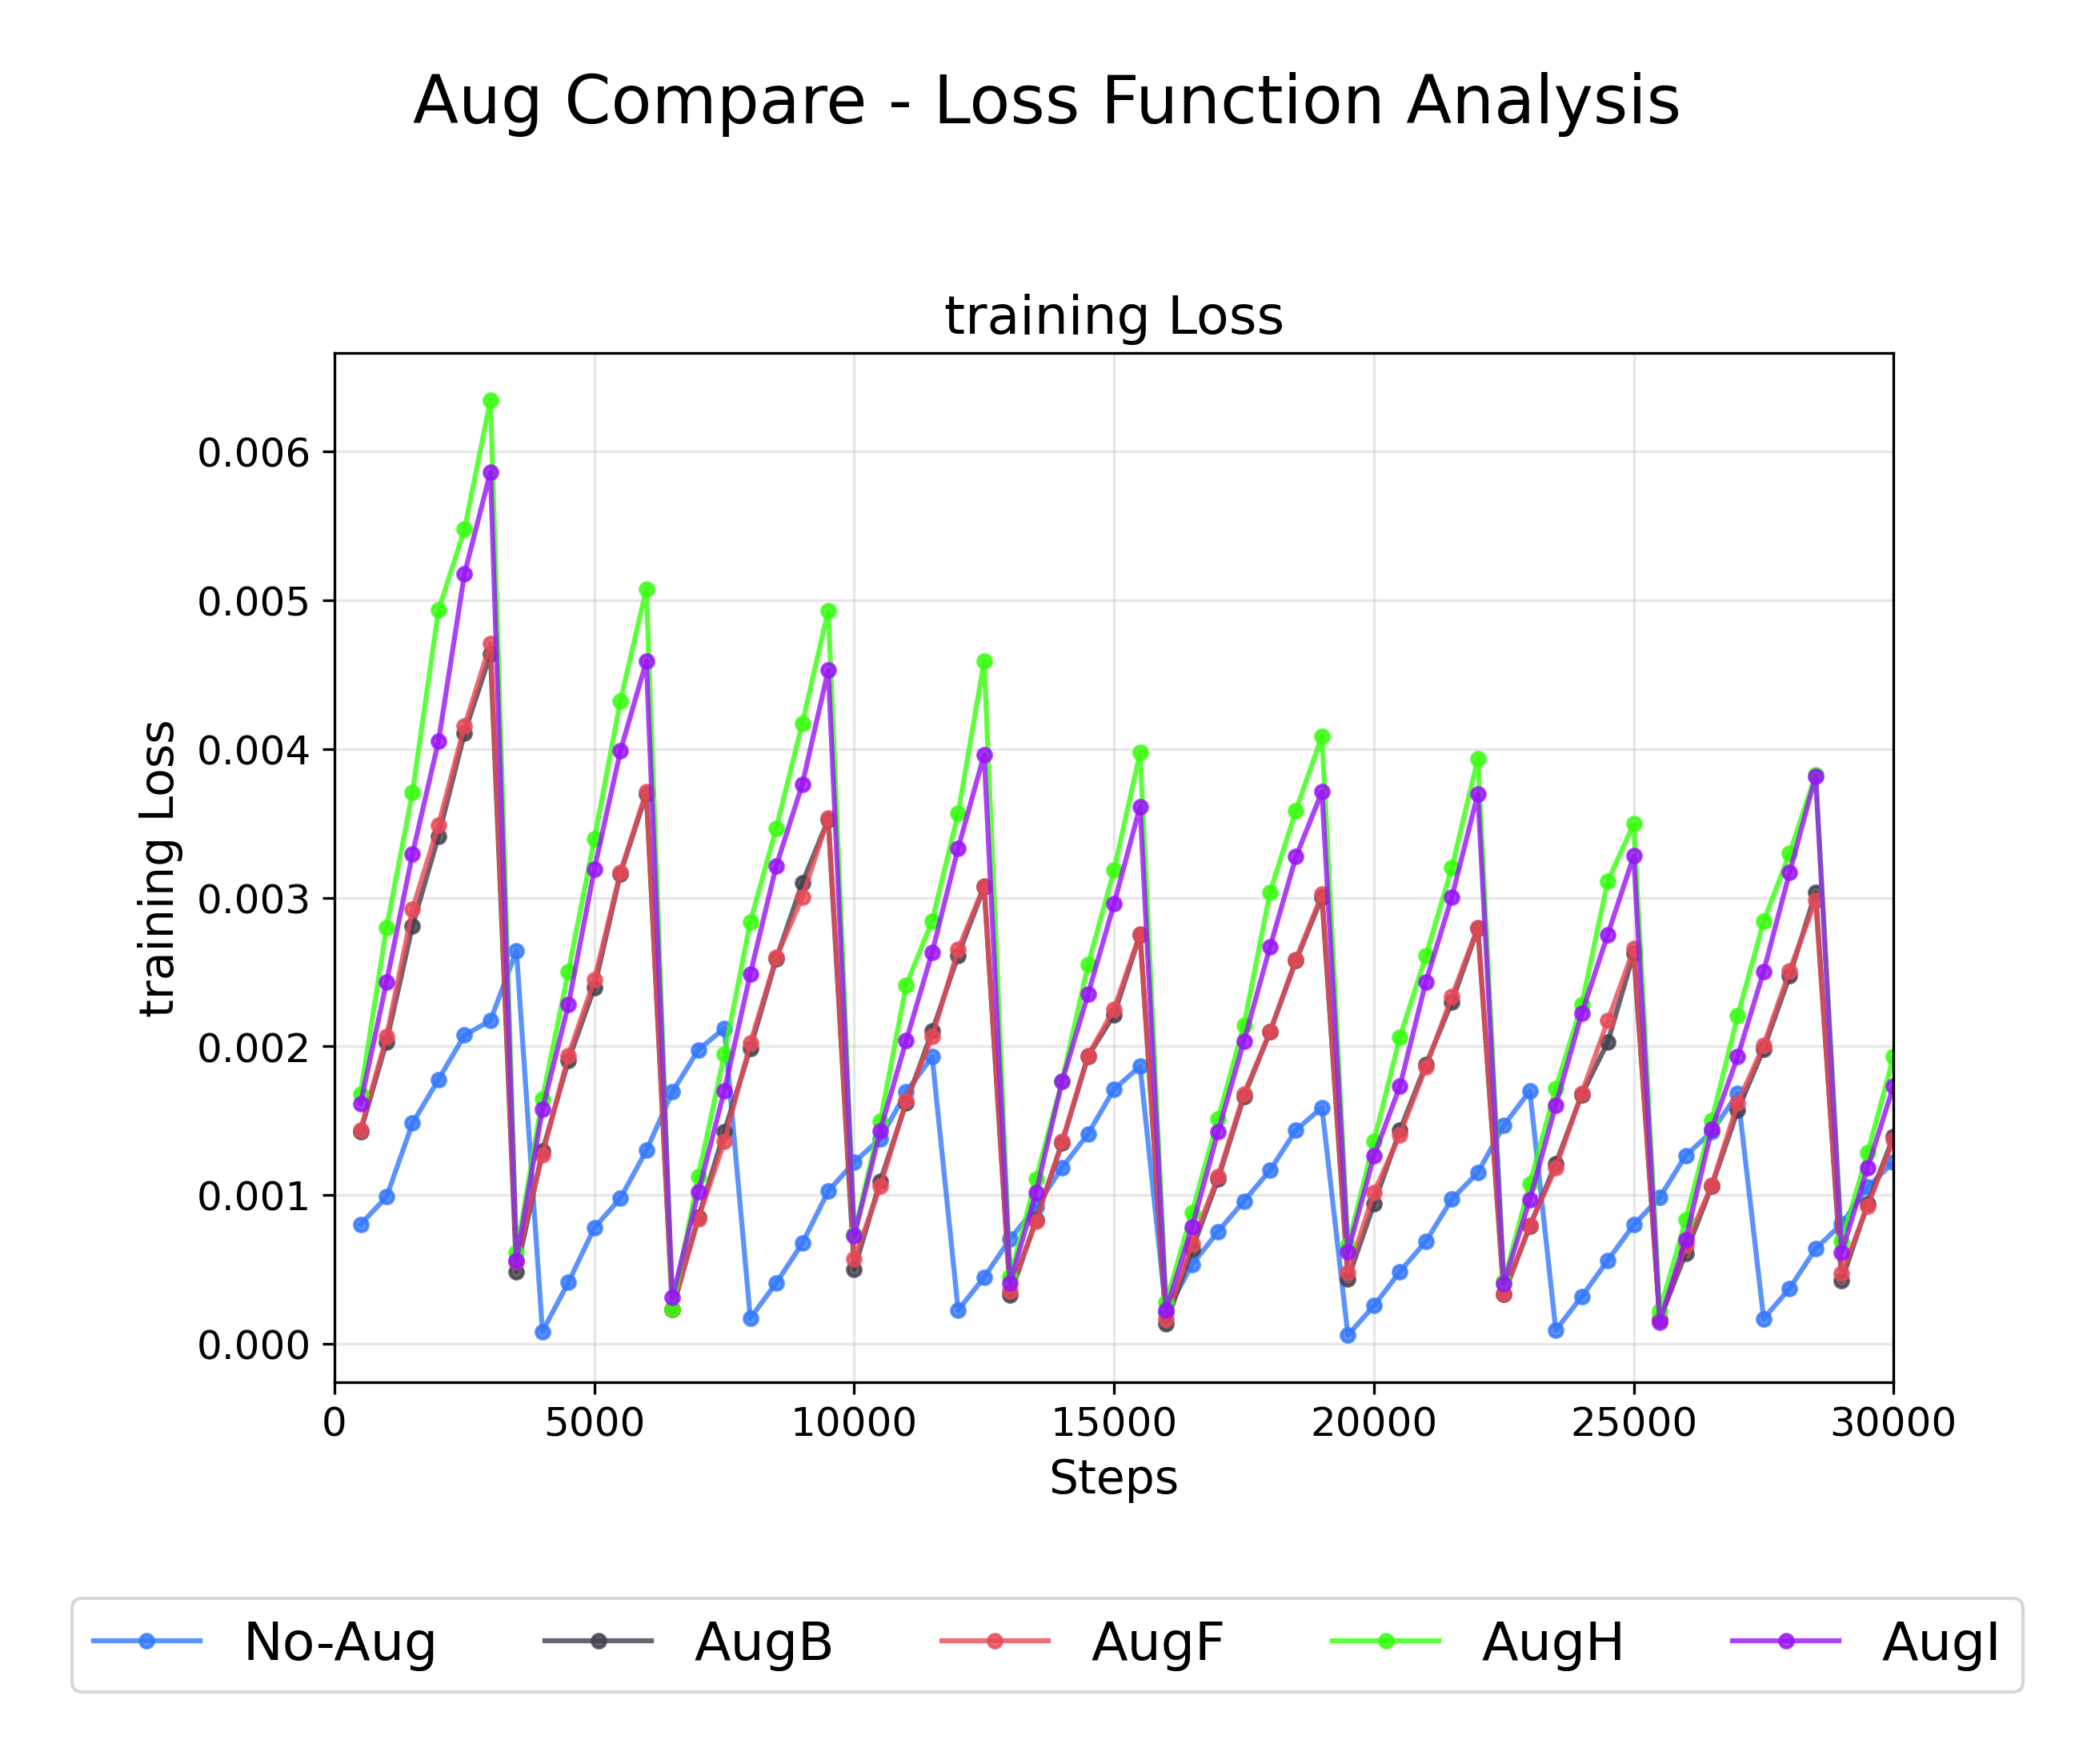 Aug Compare - Loss Function Analysis
training Loss
training Loss
0.006
0.005
0.004
0.003
0.002
0.001
0.000
0 5000 10000 15000 20000 25000 30000
Steps
No-Aug AugB AugF AugH AugI